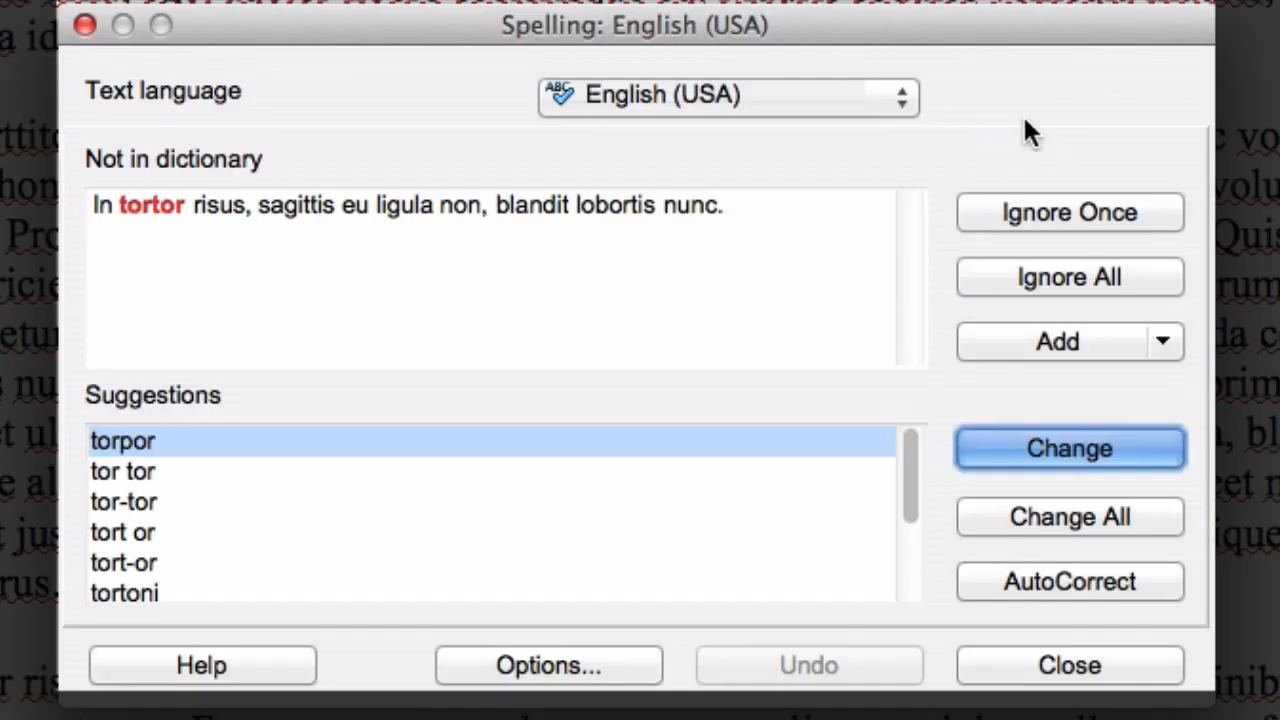 Spelling: English (USA)
Text language
ABC English (USA)
Not in dictionary
In tortor risus, sagittis eu ligula non, blandit lobortis nunc.
Ignore Once
Ignore All
Add
Suggestions
torpor
tor tor
tor-tor
tort or
tort-or
tortoni
Change
Change All
AutoCorrect
Help
Options...
Undo
Close